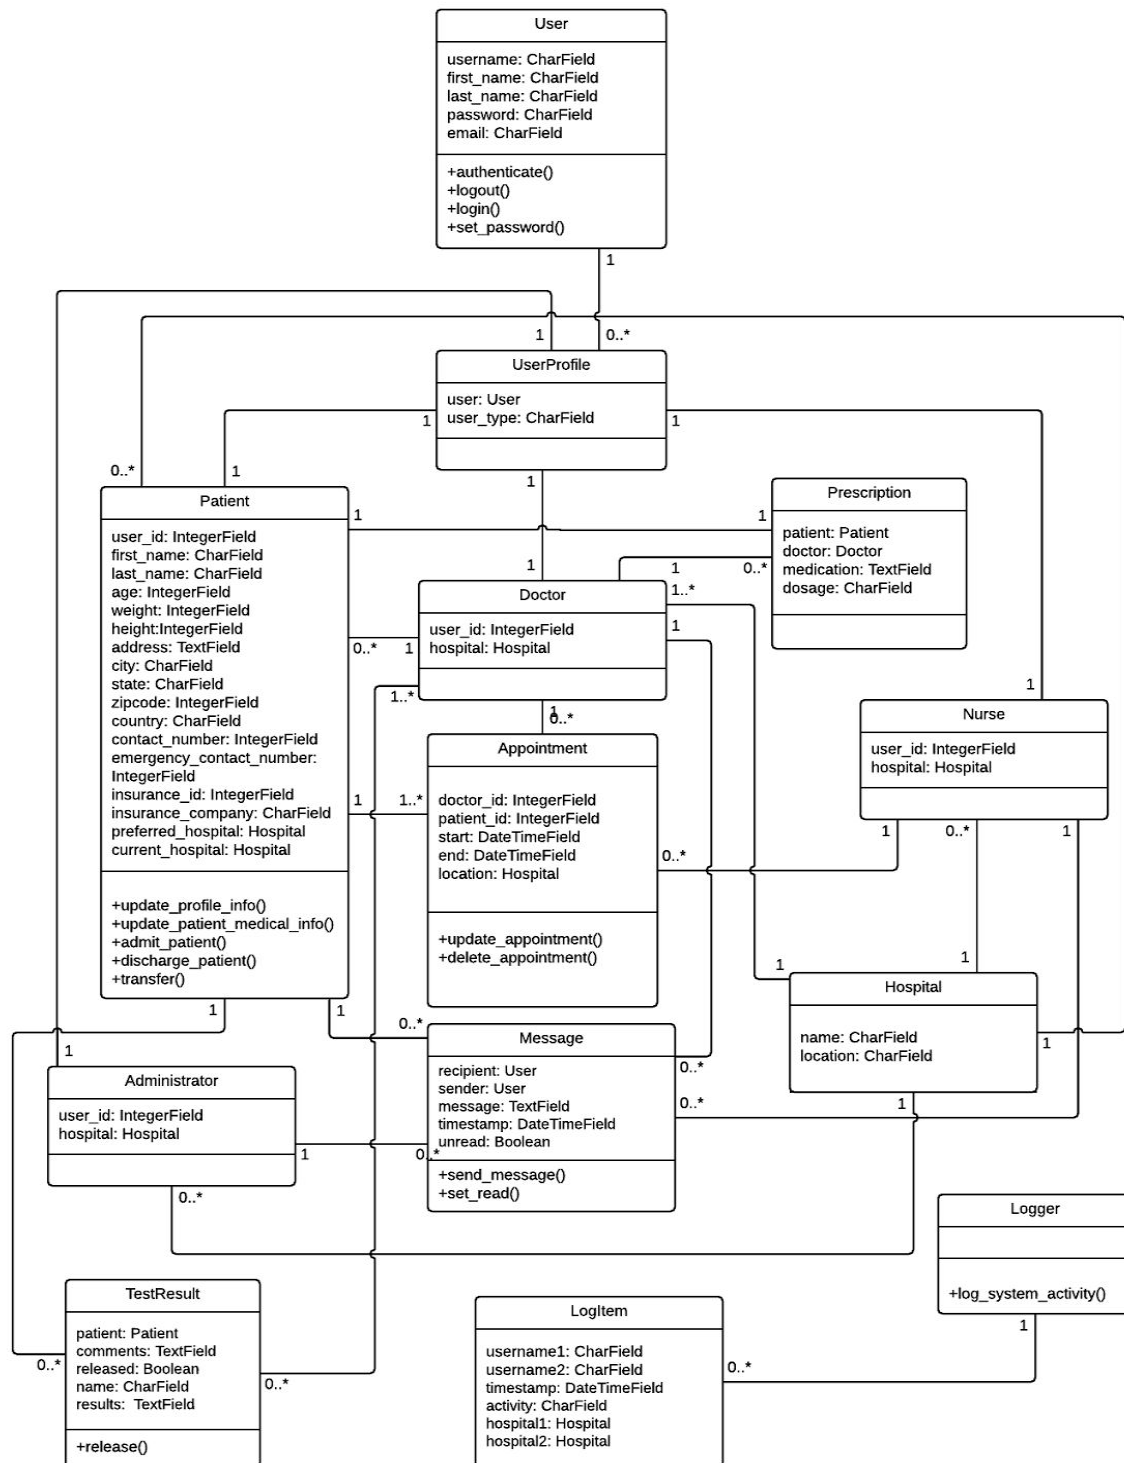 User
username: CharField
first_name: CharField
last_name: CharField
password: CharField
email: CharField
+authenticate()
+logout()
+login()
+set_password()
1
1
0..*
UserProfile
user: User
user_type: CharField
1
1
0..*
1
1
Patient
user_id: IntegerField
first_name: CharField
last_name: CharField
age: IntegerField
weight: IntegerField
height:IntegerField
address: TextField
city: CharField
state: CharField
zipcode: IntegerField
country: CharField
contact_number: IntegerField
emergency_contact_number:
IntegerField
insurance_id: IntegerField
insurance_company: CharField
preferred_hospital: Hospital
current_hospital: Hospital
+update_profile_info()
+update_patient_medical_info()
+admit_patient()
+discharge_patient()
+transfer()
1
1
Prescription
patient: Patient
doctor: Doctor
medication: TextField
dosage: CharField
1
0..*
1
1..*
Doctor
user_id: IntegerField
hospital: Hospital
1
0..*
1
1..*
1
0..*
1
Nurse
user_id: IntegerField
hospital: Hospital
1
0..*
1
Appointment
doctor_id: IntegerField
patient_id: IntegerField
start: DateTimeField
end: DateTimeField
location: Hospital
+update_appointment()
+delete_appointment()
1
1..*
0..*
1
1
Hospital
name: CharField
location: CharField
1
1
1
1
0..*
Message
recipient: User
sender: User
message: TextField
timestamp: DateTimeField
unread: Boolean
+send_message()
+set_read()
0..*
0..*
1
Administrator
user_id: IntegerField
hospital: Hospital
1
0..*
0..*
Logger
+log_system_activity()
1
TestResult
patient: Patient
comments: TextField
released: Boolean
name: CharField
results: TextField
+release()
0..*
0..*
LogItem
username1: CharField
username2: CharField
timestamp: DateTimeField
activity: CharField
hospital1: Hospital
hospital2: Hospital
0..*